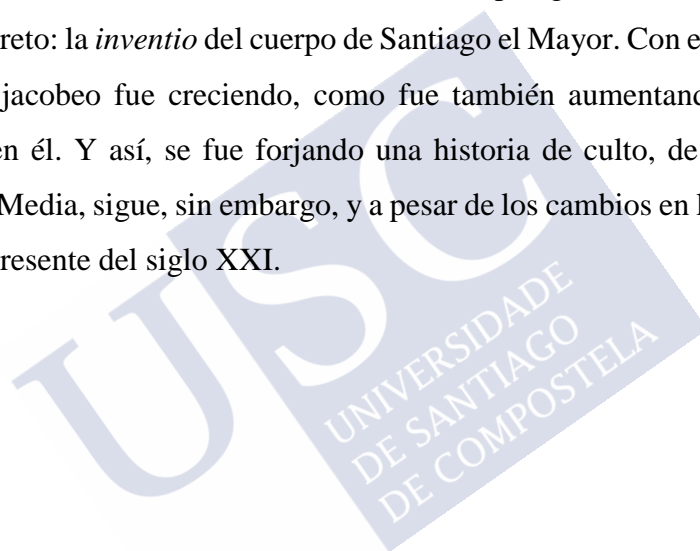 reto: la inventio del cuerpo de Santiago el Mayor. Con e
jacobeo fue creciendo, como fue también aumentand
en él. Y así, se fue forjando una historia de culto, de
Media, sigue, sin embargo, y a pesar de los cambios en
resente del siglo XXI.
USC
UNIVERSIDADE
DE SANTIAGO
DE COMPOSTELA